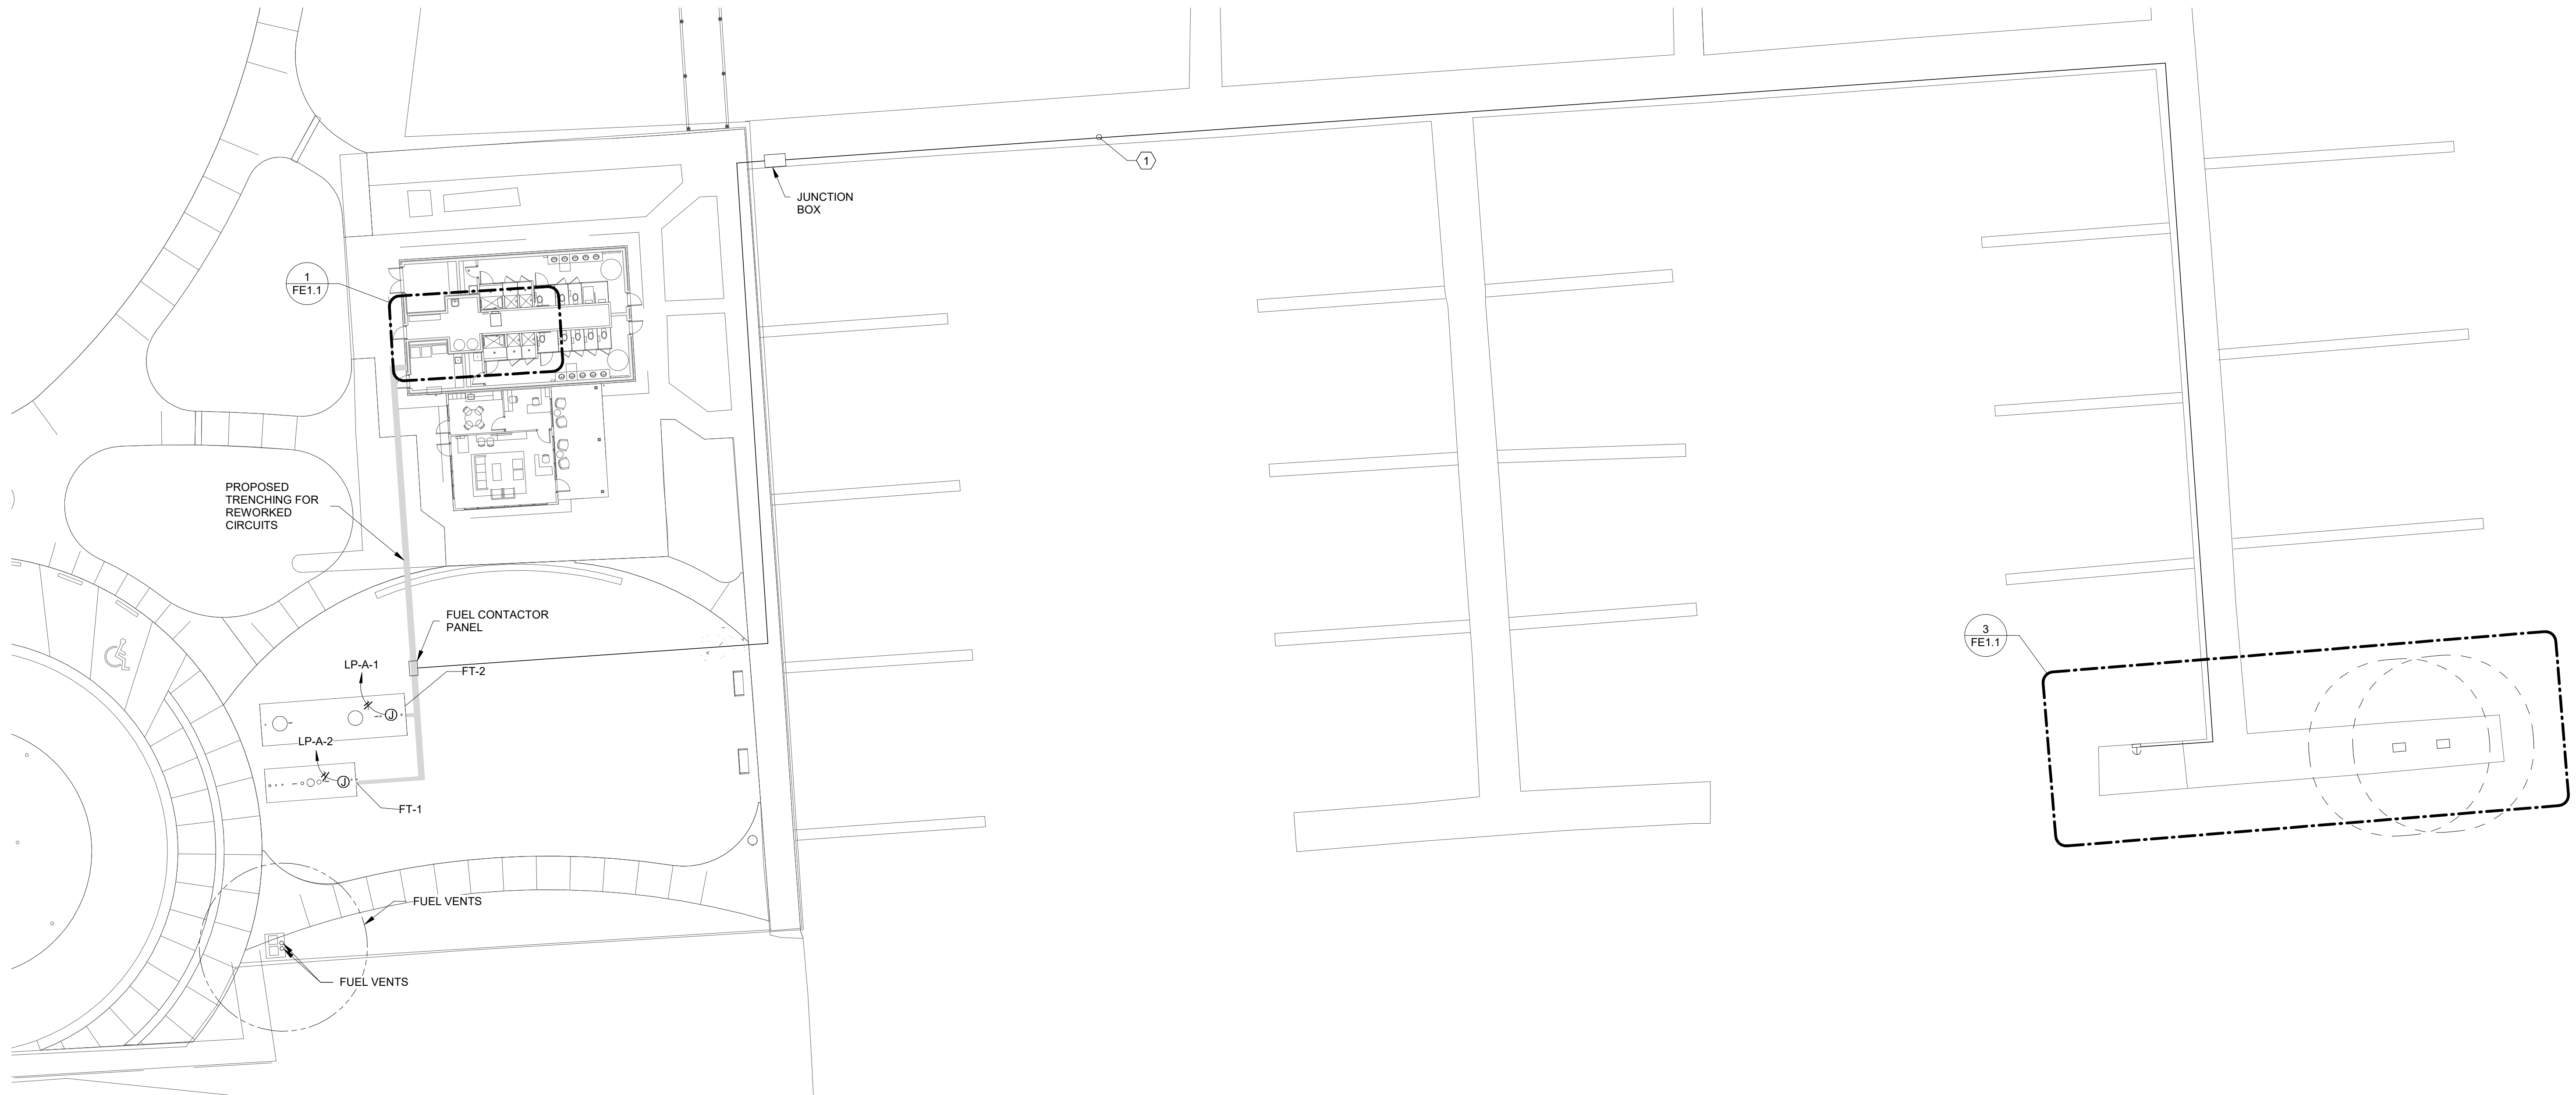 1
JUNCTION
BOX
1
FE1.1
PROPOSED
TRENCHING FOR
REWORKED
CIRCUITS
FUEL CONTACTOR
PANEL
3
FE1.1
LP-A-1
FT-2
J
LP-A-2
J
FT-1
FUEL VENTS
FUEL VENTS